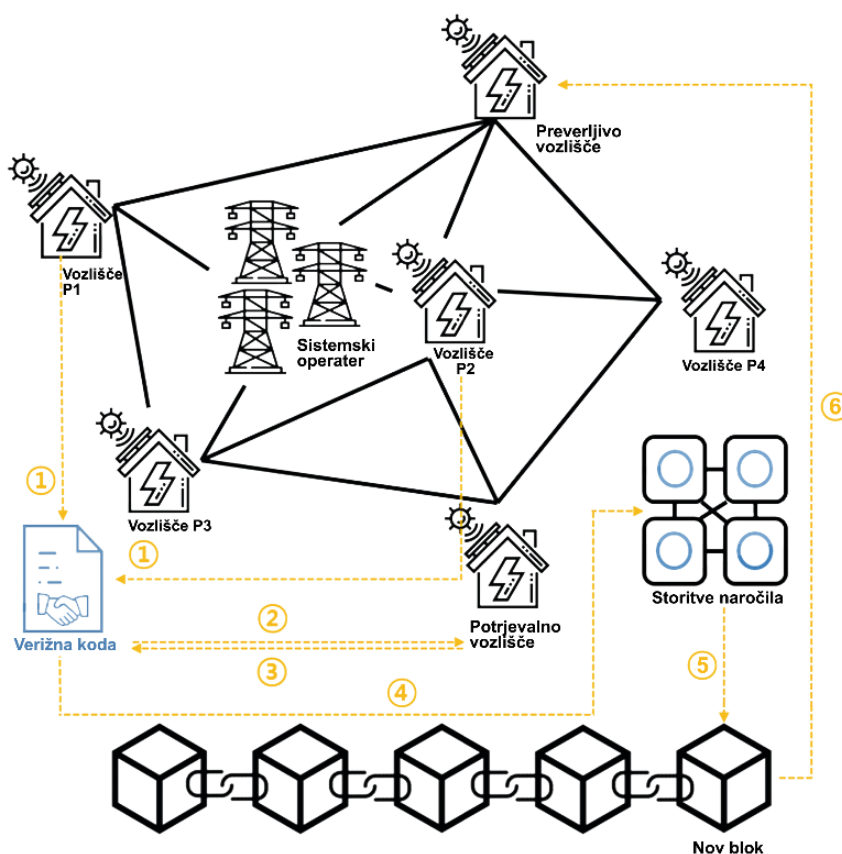 Preverljivo
vozlišče
Vozlišče
P1
Sistemski
operater
Vozlišče
P2
Vozlišče P4
⑥
①
Vozlišče P3
①
Storitve naročila
②
Potrjevalno
vozlišče
Verižna koda
③
④
⑤
Nov blok